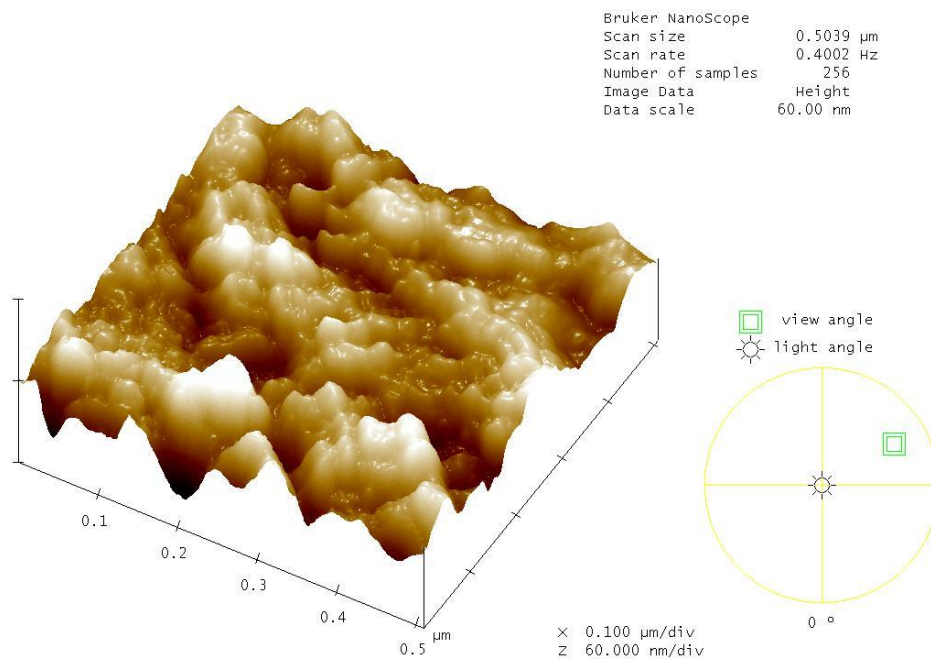 Bruker NanoScope
Scan size 0.5039 µm
Scan rate 0.4002 Hz
Number of samples 256
Image Data Height
Data scale 60.00 nm
view angle
light angle
0.1
0.2
0.3
0.4
0.5
µm
0 º
X 0.100 µm/div
Z 60.000 nm/div